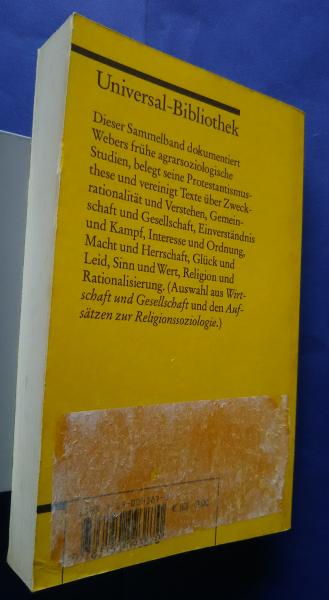 Universal-Bibliothek
Dieser Sammelband dokumentiert
Webers frühe agrarsoziologische
Studien, belegt seine Protestantismus-
these und vereinigt Texte über Zweck-
rationalität und Verstehen, Gemein-
schaft und Gesellschaft, Einverständnis
und Kampf, Interesse und Ordnung,
Macht und Herrschaft, Glück und
Leid, Sinn und Wert, Religion und
Rationalisierung. (Auswahl aus Wirt-
schaft und Gesellschaft und den Auf-
sätzen zur Religionssoziologie.)